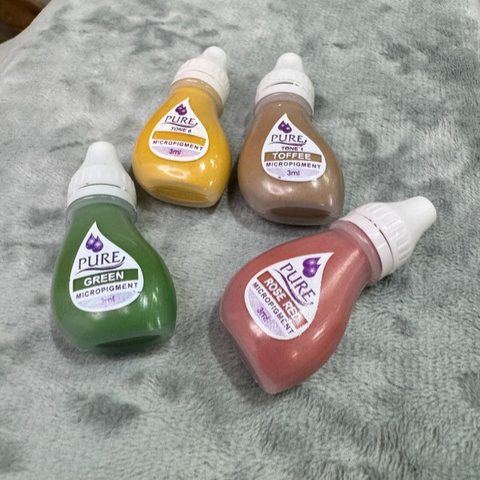 PURE
TONE 6
MICROPIGMENT
3ml
PURE
TONE 1
TOFFEE
MICROPIGMENT
3ml
PURE
GREEN
MICROPIGMENT
3ml
PURE
ROSE RED
MICROPIGMENT
3ml